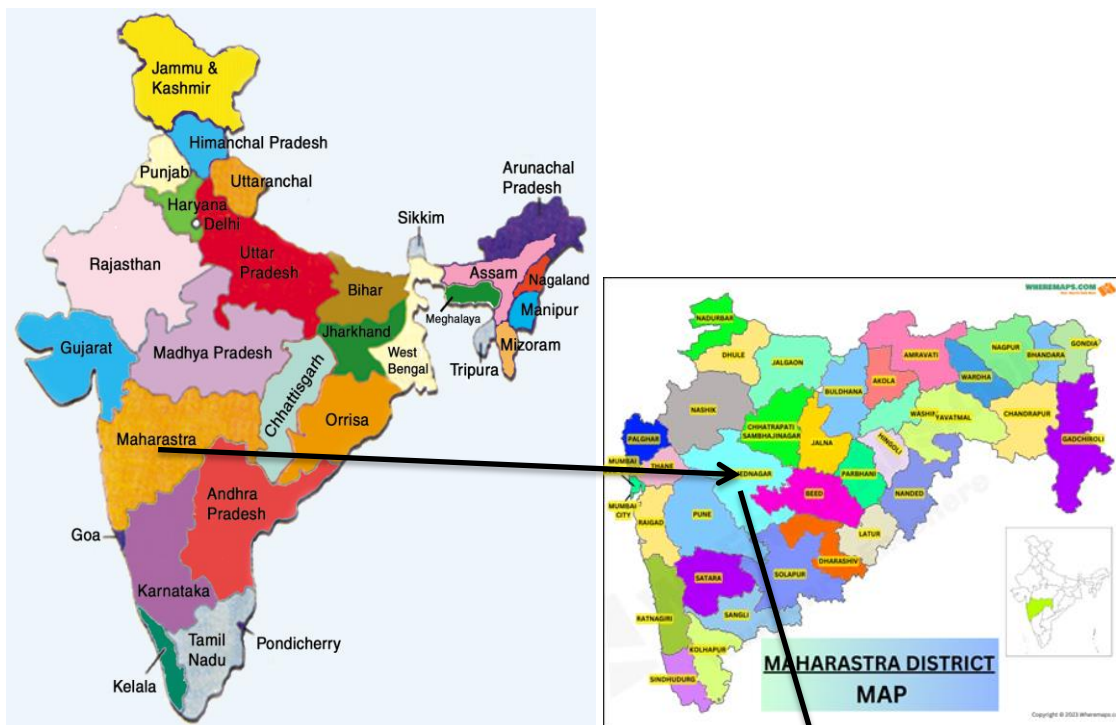 Jammu &
Kashmir
Himanchal Pradesh
Punjab
Uttaranchal
Haryana
Delhi
Rajasthan
Uttar
Pradesh
Sikkim
Arunachal
Pradesh
Assam
Nagaland
Bihar
Meghalaya
Manipur
Jharkhand
Gujarat
Madhya Pradesh
West
Bengal
Tripura
Mizoram
Chhattisgarh
Orrisa
Maharastra
Andhra
Pradesh
Goa
Karnataka
Tamil
Nadu
Pondicherry
Kelala
WHEREMAPS.COM
NADURBAR
DHULE
JALGAON
AMRAVATI
NAGPUR
GONDIA
BHANDARA
AKOLA
WARDHA
BULDHANA
NASHIK
WASHIM
YAVATMAL
CHANDRAPUR
CHHATRAPATI
SAMBHAJINAGAR
PALGHAR
JALNA
HINGOLI
GADCHIROLI
MUMBAI
THANE
EDNAGAR
PARBHANI
BEED
NANDED
MUMBAI
CITY
PUNE
RAIGAD
LATUR
DHARASHIV
SATARA
SOLAPUR
RATNAGIRI
SANGLI
KOLHAPUR
SINDHUDURG
MAHARASTRA DISTRICT
MAP
Copyright © 2023 Wheremaps.c